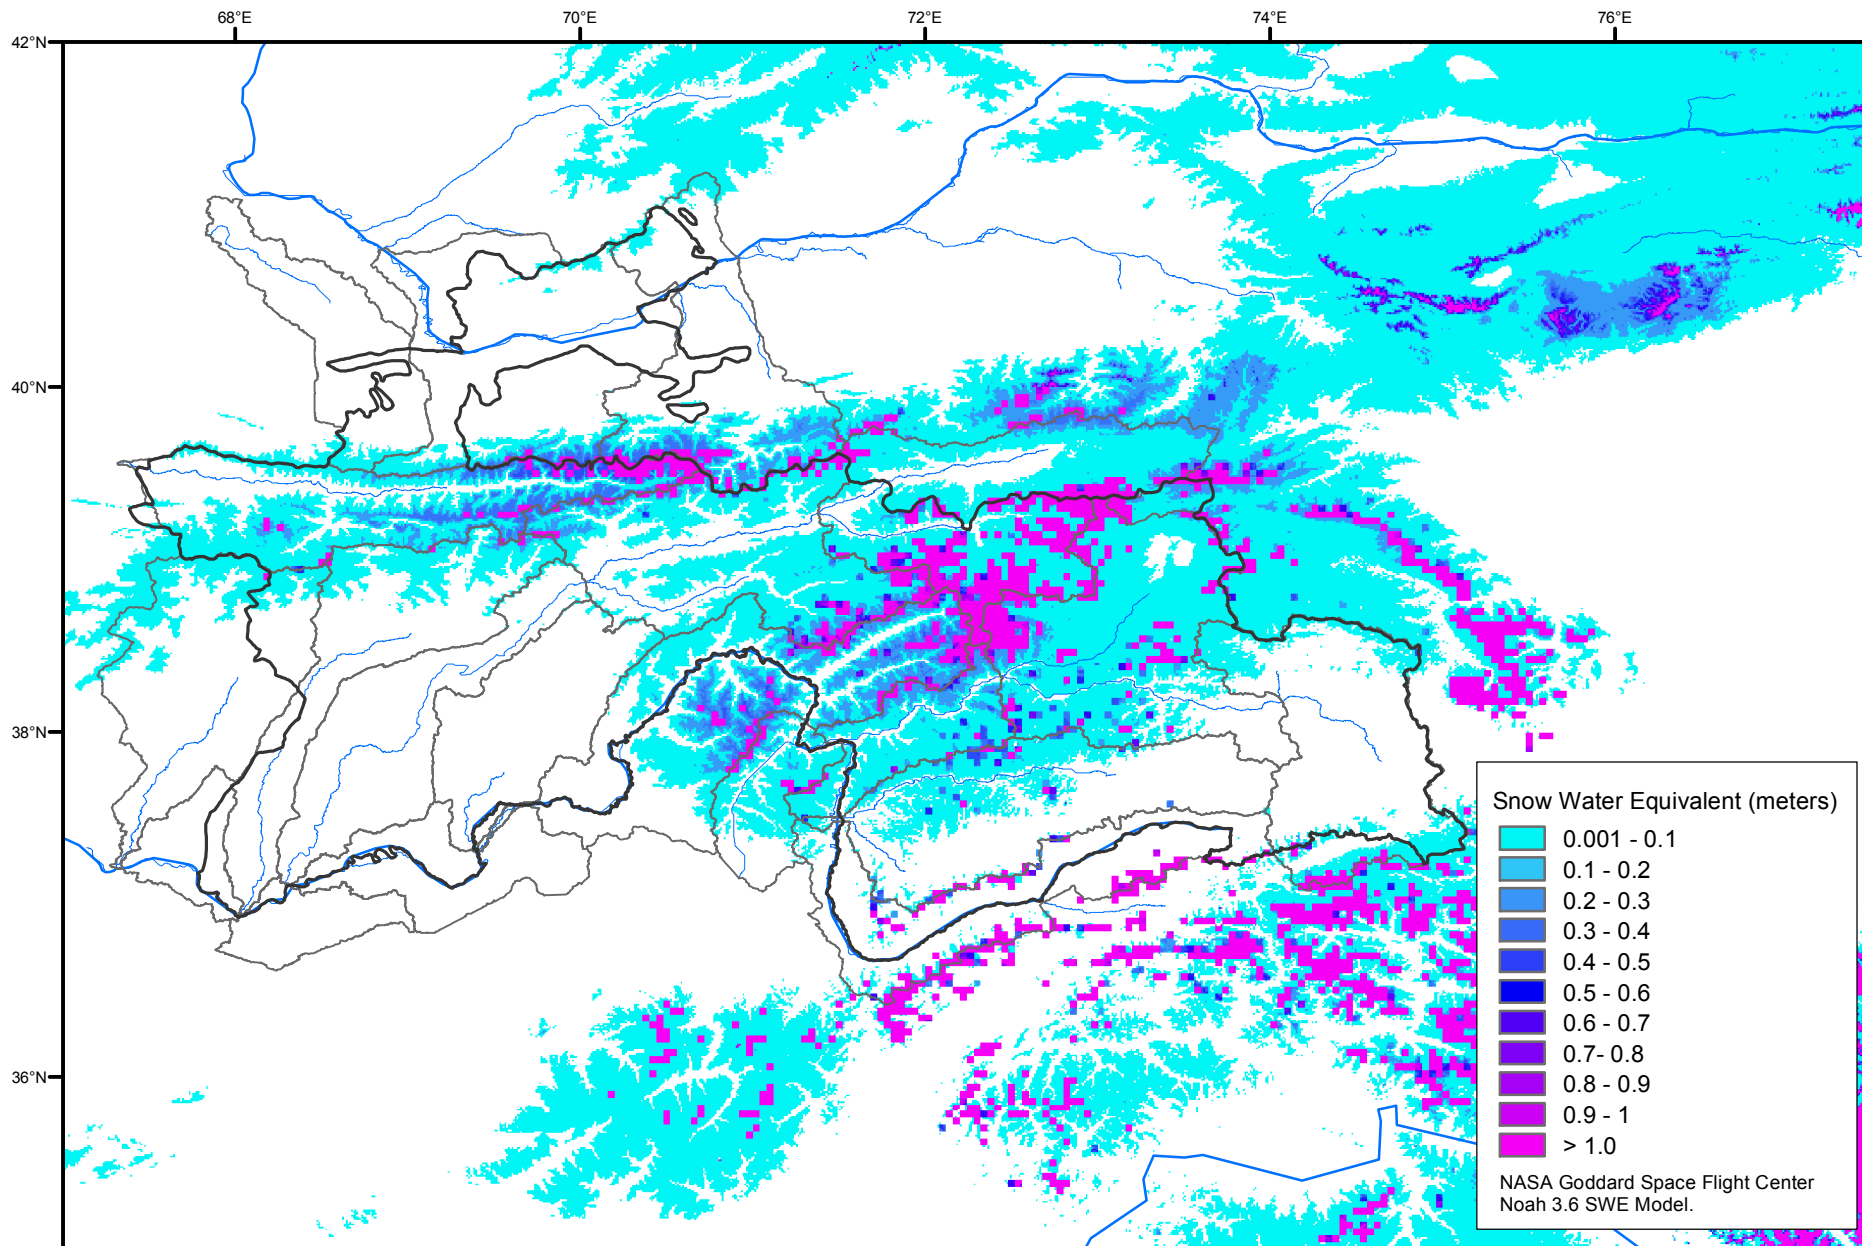 68°E
70°E
72°E
74°E
76°E
42°N
40°N
38°N
36°N
Snow Water Equivalent (meters)
0.001 - 0.1
0.1 - 0.2
0.2 - 0.3
0.3 - 0.4
0.4 - 0.5
0.5 - 0.6
0.6 - 0.7
0.7- 0.8
0.8 - 0.9
0.9 - 1
> 1.0
NASA Goddard Space Flight Center
Noah 3.6 SWE Model.